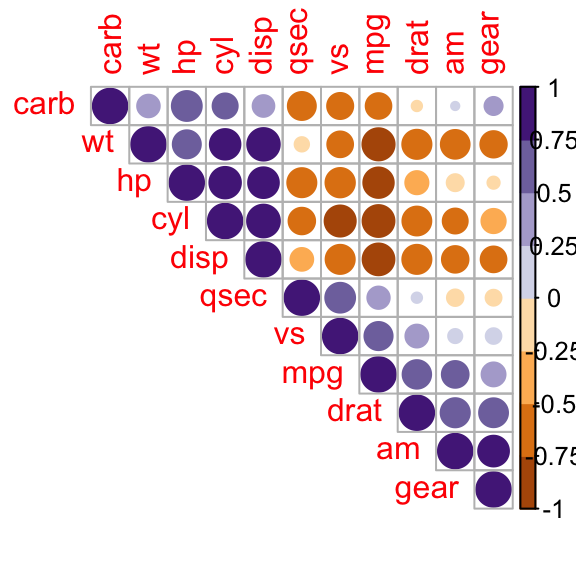 carb wt hp cyl disp qsec vs mpg drat am gear
carb
wt
hp
cyl
disp
qsec
vs
mpg
drat
am
gear
1
0.75
0.5
0.25
0
-0.25
-0.5
-0.75
-1